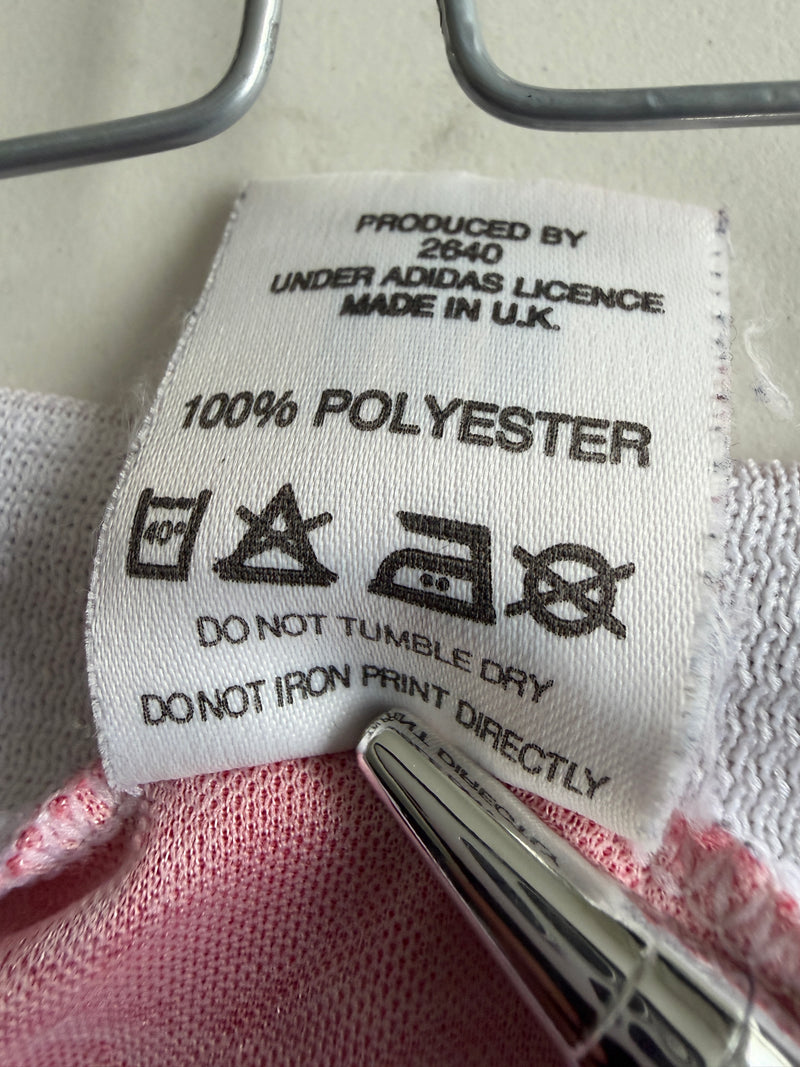 PRODUCED BY
2640
UNDER ADIDAS LICENCE
MADE IN U.K.
100% POLYESTER
40°
DO NOT TUMBLE DRY
DO NOT IRON PRINT DIRECTLY